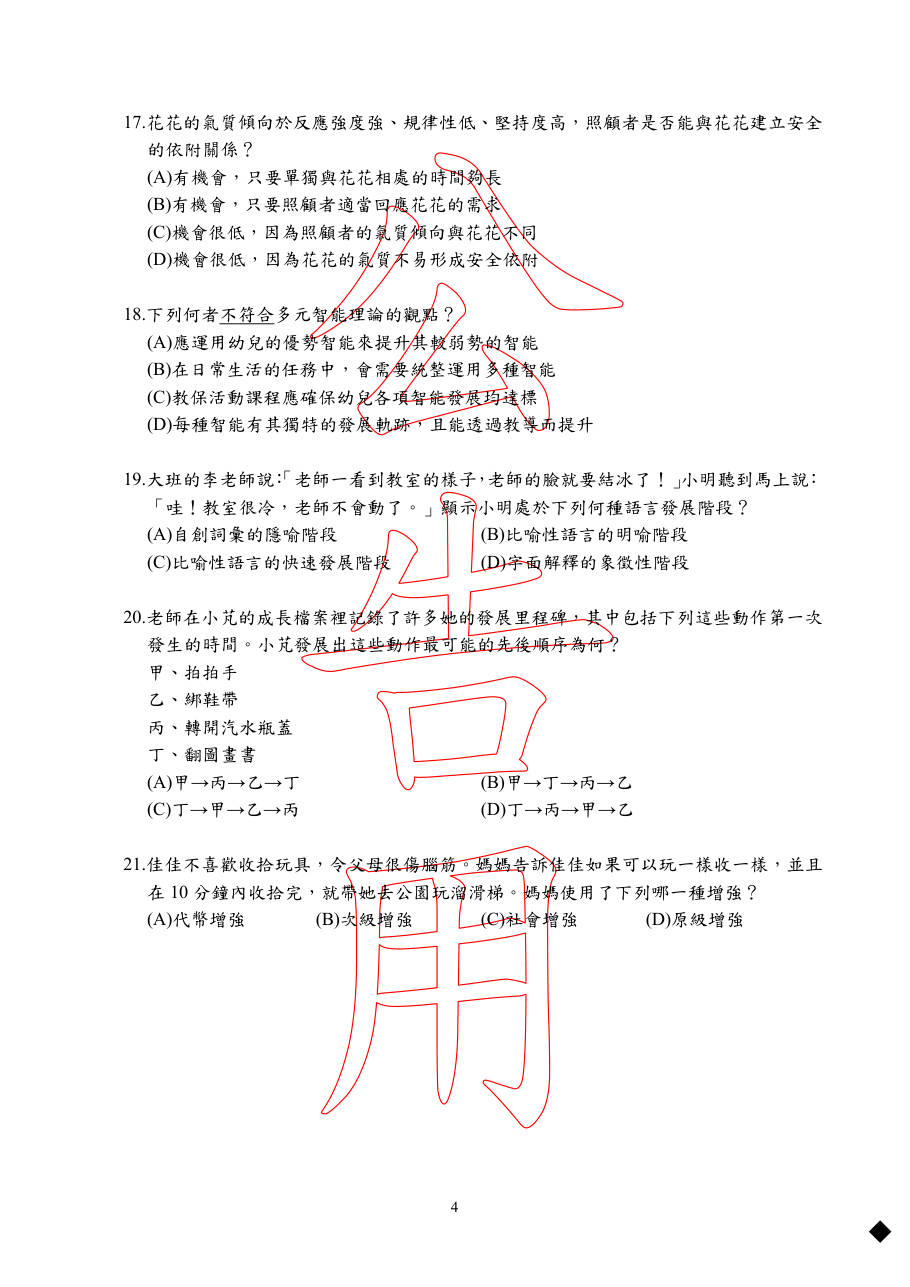 17.花花的氣質傾向於反應強度強、規律性低、堅持度高，照顧者是否能與花花建立安全
的依附關係？
(A)有機會，只要單獨與花花相處的時間夠長
(B)有機會，只要照顧者適當回應花花的需求
(C)機會很低，因為照顧者的氣質傾向與花花不同
(D)機會很低，因為花花的氣質不易形成安全依附
18.下列何者不符合多元智能理論的觀點？
(A)應運用幼兒的優勢智能來提升其較弱勢的智能
(B)在日常生活的任務中，會需要統整運用多種智能
(C)教保活動課程應確保幼兒各項智能發展均達標
(D)每種智能有其獨特的發展軌跡，且能透過教導而提升
19.大班的李老師說：「老師一看到教室的樣子，老師的臉就要結冰了！」小明聽到馬上說：
「哇！教室很冷，老師不會動了。」顯示小明處於下列何種語言發展階段？
(A)自創詞彙的隱喻階段 (B)比喻性語言的明喻階段
(C)比喻性語言的快速發展階段 (D)字面解釋的象徵性階段
20.老師在小芃的成長檔案裡記錄了許多她的發展里程碑，其中包括下列這些動作第一次
發生的時間。小芃發展出這些動作最可能的先後順序為何？
甲、拍拍手
乙、綁鞋帶
丙、轉開汽水瓶蓋
丁、翻圖畫書
(A)甲→丙→乙→丁 (B)甲→丁→丙→乙
(C)丁→甲→乙→丙 (D)丁→丙→甲→乙
21.佳佳不喜歡收拾玩具，令父母很傷腦筋。媽媽告訴佳佳如果可以玩一樣收一樣，並且
在 10 分鐘內收拾完，就帶她去公園玩溜滑梯。媽媽使用了下列哪一種增強？
(A)代幣增強 (B)次級增強 (C)社會增強 (D)原級增強
公告用
4